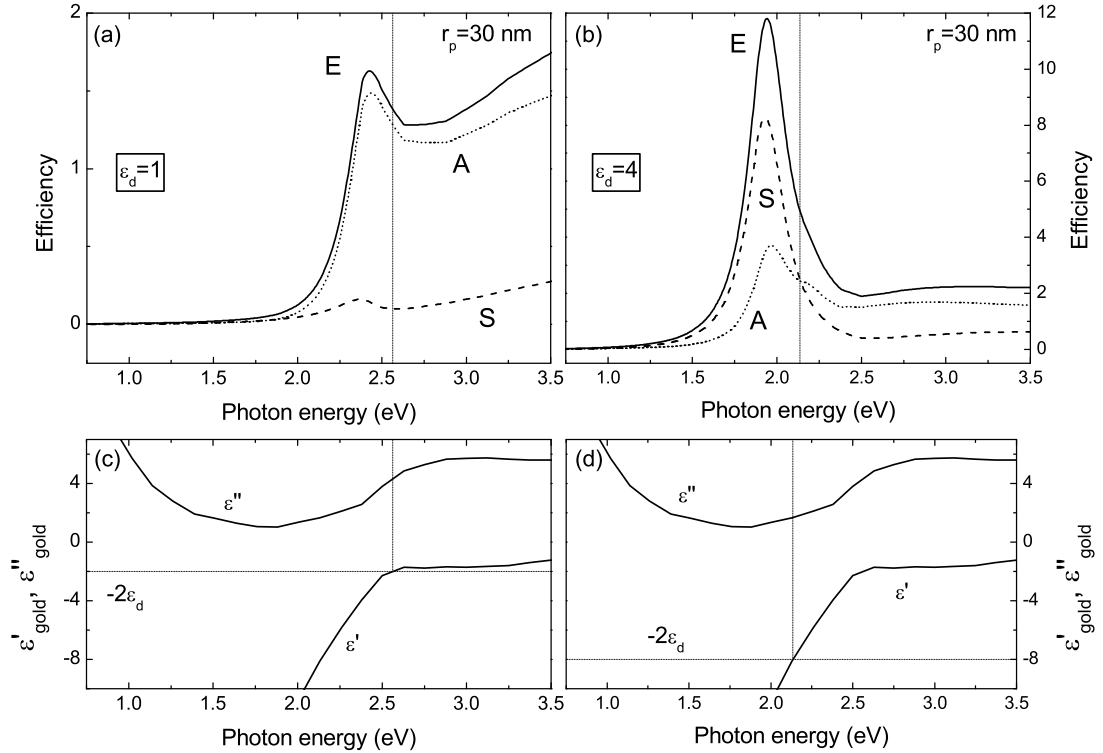 (a)
r_p=30 nm
E
ε_d=1
A
S
Efficiency
2
1
0
1.0 1.5 2.0 2.5 3.0 3.5
Photon energy (eV)
(b)
r_p=30 nm
E
ε_d=4
S
A
Efficiency
12
10
8
6
4
2
0
1.0 1.5 2.0 2.5 3.0 3.5
Photon energy (eV)
(c)
ε"
-2ε_d
ε'
ε'_gold, ε"_gold
4
0
-4
-8
1.0 1.5 2.0 2.5 3.0 3.5
Photon energy (eV)
(d)
ε"
ε'
-2ε_d
ε'_gold, ε"_gold
4
0
-4
-8
1.0 1.5 2.0 2.5 3.0 3.5
Photon energy (eV)